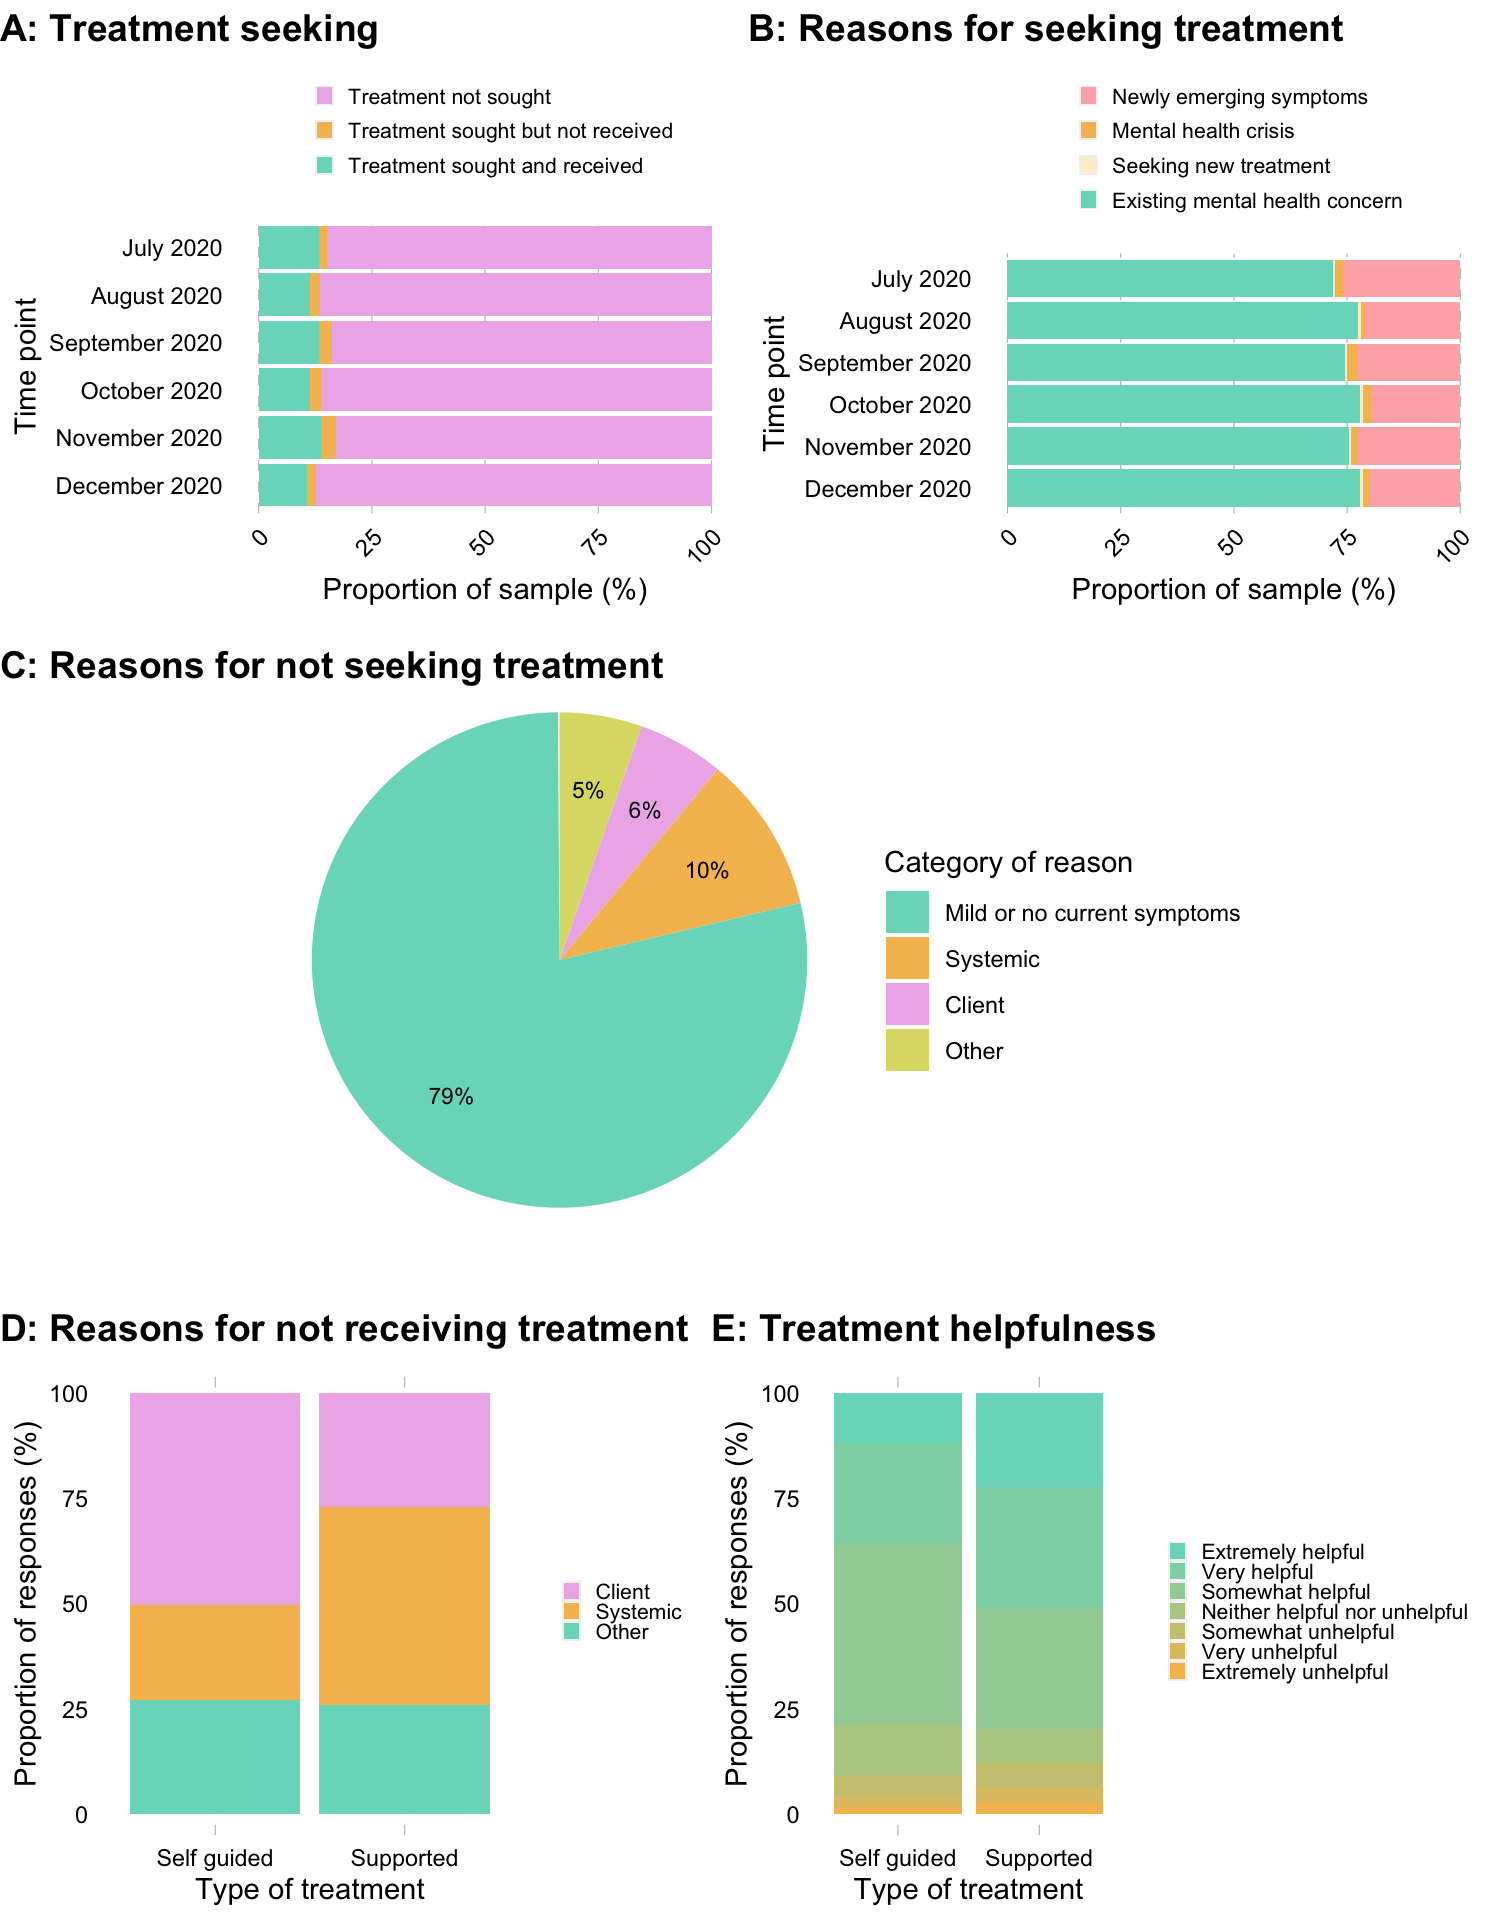 A: Treatment seeking
Treatment not sought
Treatment sought but not received
Treatment sought and received
Time point
July 2020
August 2020
September 2020
October 2020
November 2020
December 2020
0 25 50 75 100
Proportion of sample (%)
B: Reasons for seeking treatment
Newly emerging symptoms
Mental health crisis
Seeking new treatment
Existing mental health concern
Time point
July 2020
August 2020
September 2020
October 2020
November 2020
December 2020
0 25 50 75 100
Proportion of sample (%)
C: Reasons for not seeking treatment
5%
6%
10%
79%
Category of reason
Mild or no current symptoms
Systemic
Client
Other
D: Reasons for not receiving treatment
Proportion of responses (%)
100
75
50
25
0
Self guided Supported
Type of treatment
Client
Systemic
Other
E: Treatment helpfulness
Proportion of responses (%)
100
75
50
25
0
Self guided Supported
Type of treatment
Extremely helpful
Very helpful
Somewhat helpful
Neither helpful nor unhelpful
Somewhat unhelpful
Very unhelpful
Extremely unhelpful